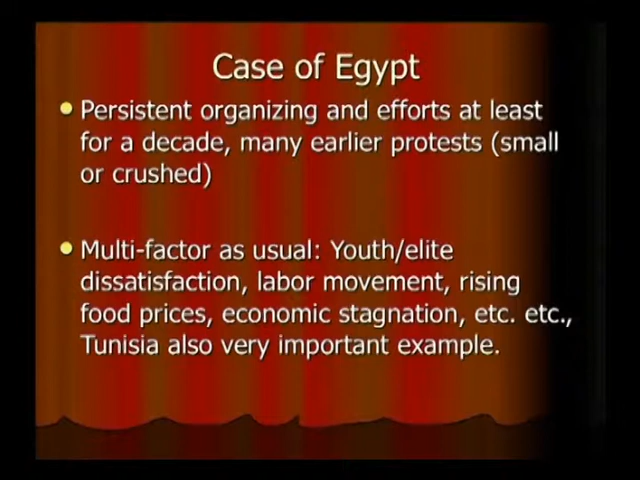 Case of Egypt
Persistent organizing and efforts at least
for a decade, many earlier protests (small
or crushed)
Multi-factor as usual: Youth/elite
dissatisfaction, labor movement, rising
food prices, economic stagnation, etc. etc.,
Tunisia also very important example.